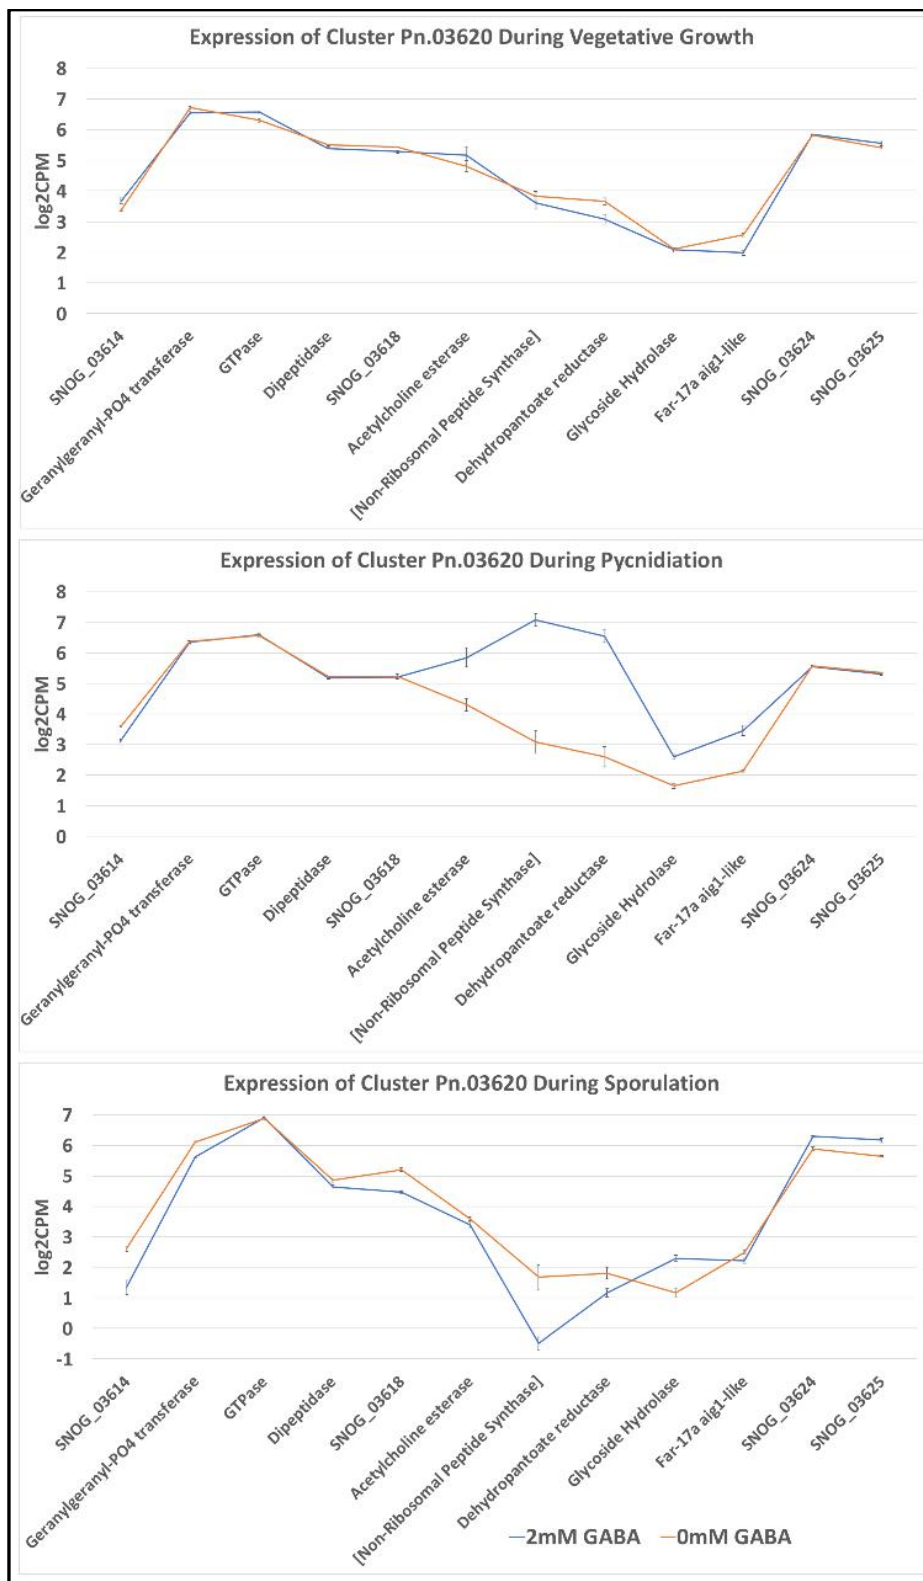 Expression of Cluster Pn.03620 During Vegetative Growth
8
7
6
5
4
3
2
1
0
log2CPM
SNOG_03614
Geranylgeranyl-PO4 transferase
GTPase
Dipeptidase
SNOG_03618
Acetylcholine esterase
[Non-Ribosomal Peptide Synthase]
Dehydropantoate reductase
Glycoside Hydrolase
Far-17a aig1-like
SNOG_03624
SNOG_03625
Expression of Cluster Pn.03620 During Pycnidiation
8
7
6
5
4
3
2
1
0
log2CPM
SNOG_03614
Geranylgeranyl-PO4 transferase
GTPase
Dipeptidase
SNOG_03618
Acetylcholine esterase
[Non-Ribosomal Peptide Synthase]
Dehydropantoate reductase
Glycoside Hydrolase
Far-17a aig1-like
SNOG_03624
SNOG_03625
Expression of Cluster Pn.03620 During Sporulation
7
6
5
4
3
2
1
0
-1
log2CPM
SNOG_03614
Geranylgeranyl-PO4 transferase
GTPase
Dipeptidase
SNOG_03618
Acetylcholine esterase
[Non-Ribosomal Peptide Synthase]
Dehydropantoate reductase
Glycoside Hydrolase
Far-17a aig1-like
SNOG_03624
SNOG_03625
2mM GABA
0mM GABA